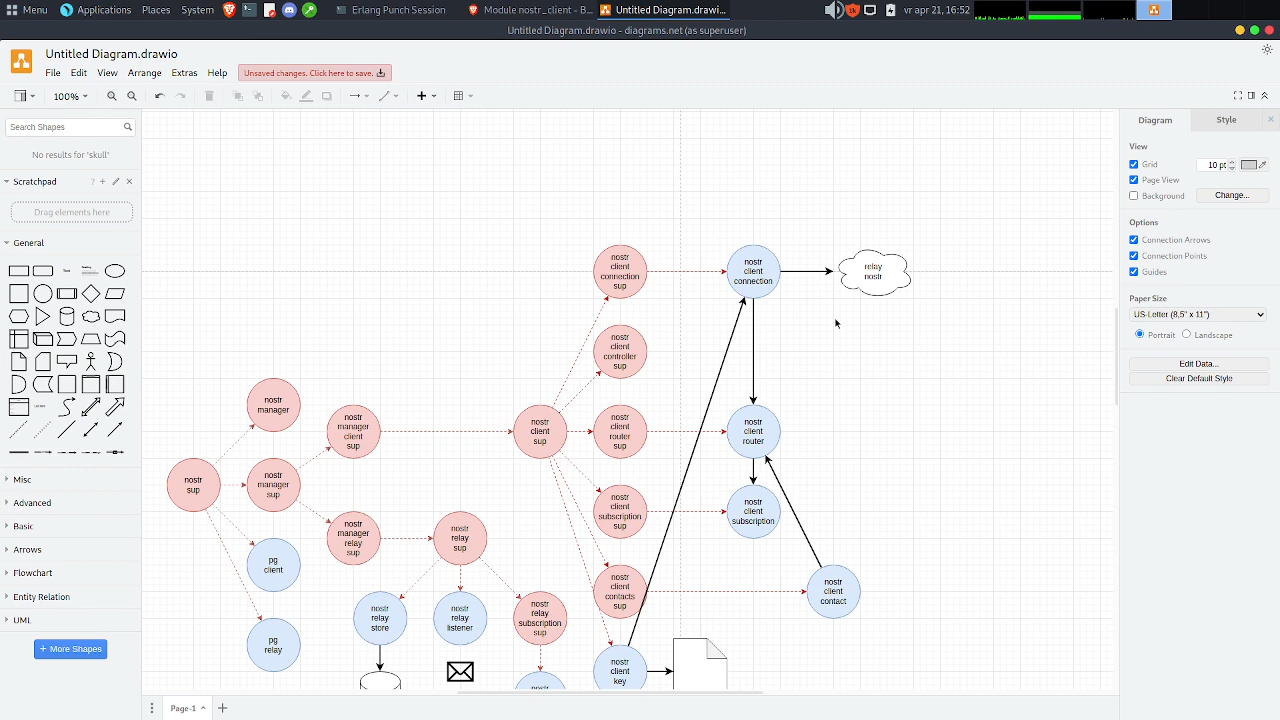 Menu Applications Places System Erlang Punch Session Module nostr_client - B... Untitled Diagram.drawi... vr apr 21, 16:52
Untitled Diagram.drawio - diagrams.net (as superuser)
Untitled Diagram.drawio
File Edit View Arrange Extras Help Unsaved changes. Click here to save.
100%
Search Shapes
No results for 'skull'
Scratchpad ?
Drag elements here
General
Text
Misc
Advanced
Basic
Arrows
Flowchart
Entity Relation
UML
+ More Shapes
nostr
sup
nostr
manager
nostr
manager
sup
pg
client
pg
relay
nostr
manager
client
sup
nostr
manager
relay
sup
nostr
relay
sup
nostr
relay
store
nostr
relay
listener
nostr
relay
subscription
sup
nostr
nostr
client
sup
nostr
client
connection
sup
nostr
client
controller
sup
nostr
client
router
sup
nostr
client
subscription
sup
nostr
client
contacts
sup
nostr
client
key
nostr
client
connection
nostr
client
router
nostr
client
subscription
nostr
client
contact
relay
nostr
Diagram Style
View
Grid 10 pt
Page View
Background Change...
Options
Connection Arrows
Connection Points
Guides
Paper Size
US-Letter (8,5" x 11")
Portrait Landscape
Edit Data...
Clear Default Style
Page-1